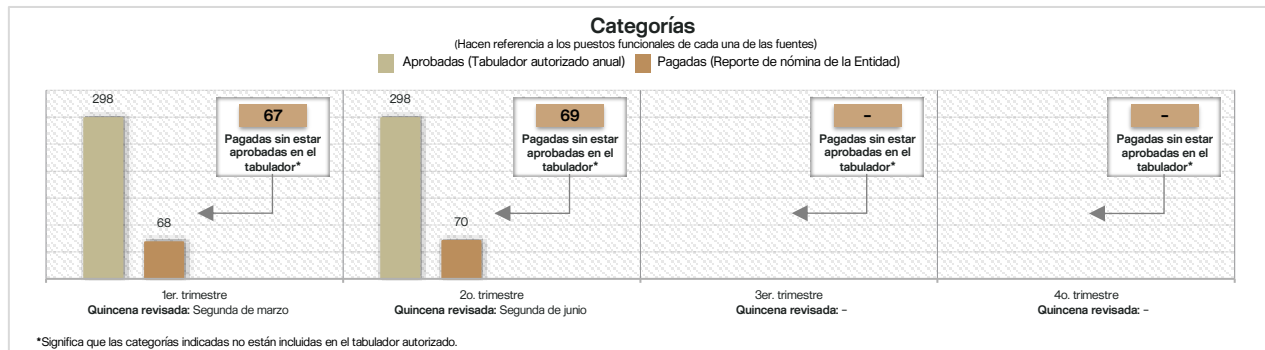 Categorías
(Hacen referencia a los puestos funcionales de cada una de las fuentes)
Aprobadas (Tabulador autorizado anual) Pagadas (Reporte de nómina de la Entidad)
298
68
67
Pagadas sin estar
aprobadas en el
tabulador*
298
70
69
Pagadas sin estar
aprobadas en el
tabulador*
-
Pagadas sin estar
aprobadas en el
tabulador*
-
Pagadas sin estar
aprobadas en el
tabulador*
1er. trimestre
Quincena revisada: Segunda de marzo
2o. trimestre
Quincena revisada: Segunda de junio
3er. trimestre
Quincena revisada: -
4o. trimestre
Quincena revisada: -
*Significa que las categorías indicadas no están incluidas en el tabulador autorizado.